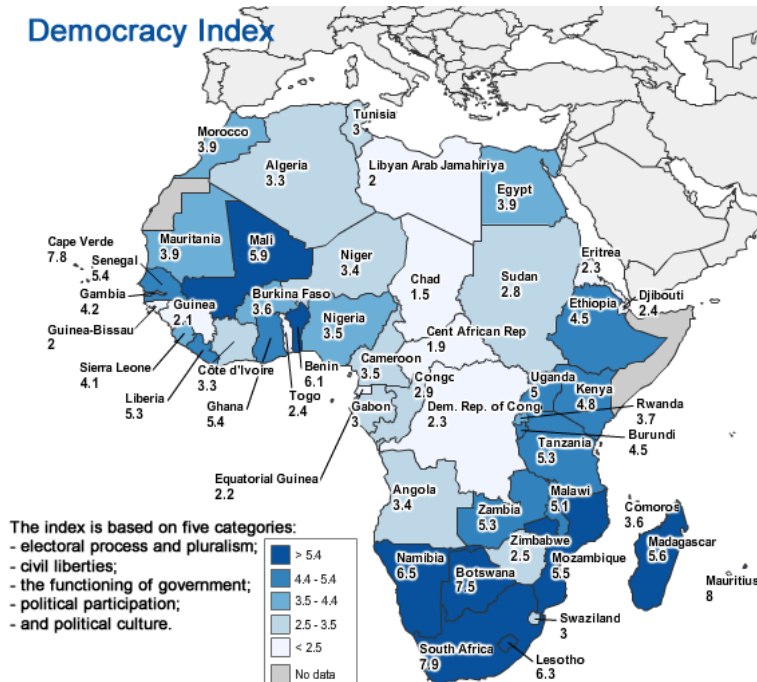 Democracy Index
Tunisia
3
Morocco
3.9
Algeria
3.3
Libyan Arab Jamahiriya
2
Egypt
3.9
Cape Verde
7.8
Mauritania
3.9
Mali
5.9
Niger
3.4
Chad
1.5
Sudan
2.8
Eritrea
2.3
Senegal
5.4
Gambia
4.2
Guinea
2.1
Burkina Faso
3.6
Nigeria
3.5
Ethiopia
4.5
Djibouti
2.4
Guinea-Bissau
2
Cent African Rep
1.9
Sierra Leone
4.1
Côte d'Ivoire
3.3
Benin
6.1
Cameroon
3.5
Liberia
5.3
Ghana
5.4
Togo
2.4
Gabon
3
Congo
2.9
Dem. Rep. of Congo
2.3
Uganda
5
Kenya
4.8
Rwanda
3.7
Burundi
4.5
Tanzania
5.3
Equatorial Guinea
2.2
Angola
3.4
Zambia
5.3
Malawi
5.1
Comoros
3.6
Madagascar
5.6
Mauritius
8
Zimbabwe
2.5
Mozambique
5.5
Namibia
6.5
Botswana
7.5
Swaziland
3
South Africa
7.9
Lesotho
6.3
The index is based on five categories:
- electoral process and pluralism;
- civil liberties;
- the functioning of government;
- political participation;
- and political culture.
> 5.4
4.4 - 5.4
3.5 - 4.4
2.5 - 3.5
< 2.5
No data